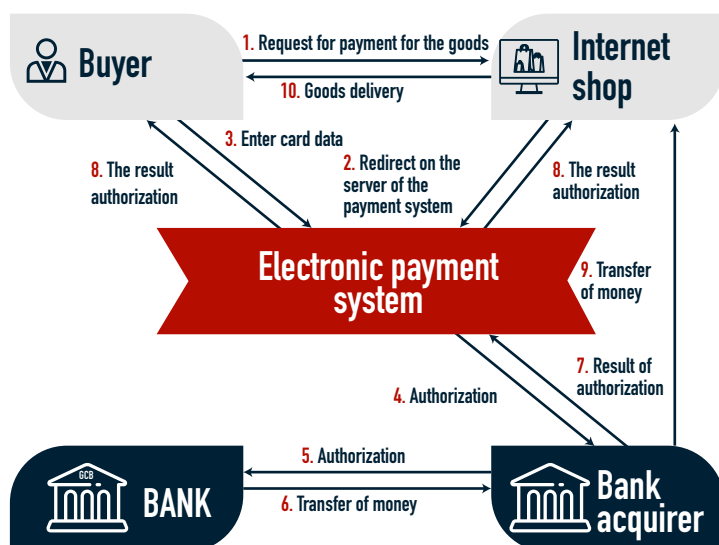 Buyer
1. Request for payment for the goods
10. Goods delivery
Internet
shop
3. Enter card data
8. The result
authorization
2. Redirect on the
server of the
payment system
8. The result
authorization
Electronic payment
system
9. Transfer
of money
7. Result of
authorization
4. Authorization
GCB
BANK
5. Authorization
6. Transfer of money
Bank
acquirer